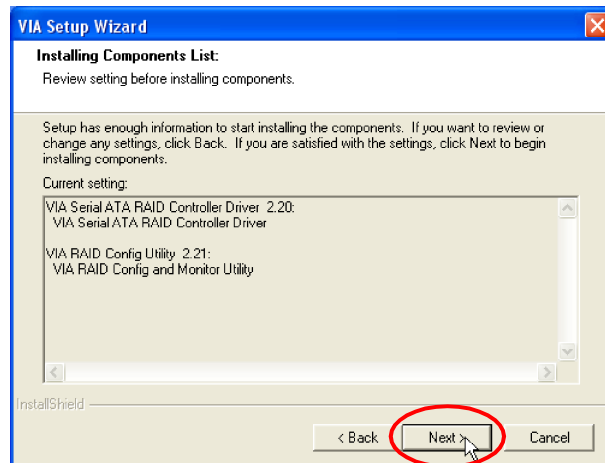 VIA Setup Wizard
Installing Components List:
Review setting before installing components.
Setup has enough information to start installing the components. If you want to review or
change any settings, click Back. If you are satisfied with the settings, click Next to begin
installing components.
Current setting:
VIA Serial ATA RAID Controller Driver 2.20:
VIA Serial ATA RAID Controller Driver
VIA RAID Config Utility 2.21:
VIA RAID Config and Monitor Utility
InstallShield
< Back
Next >
Cancel